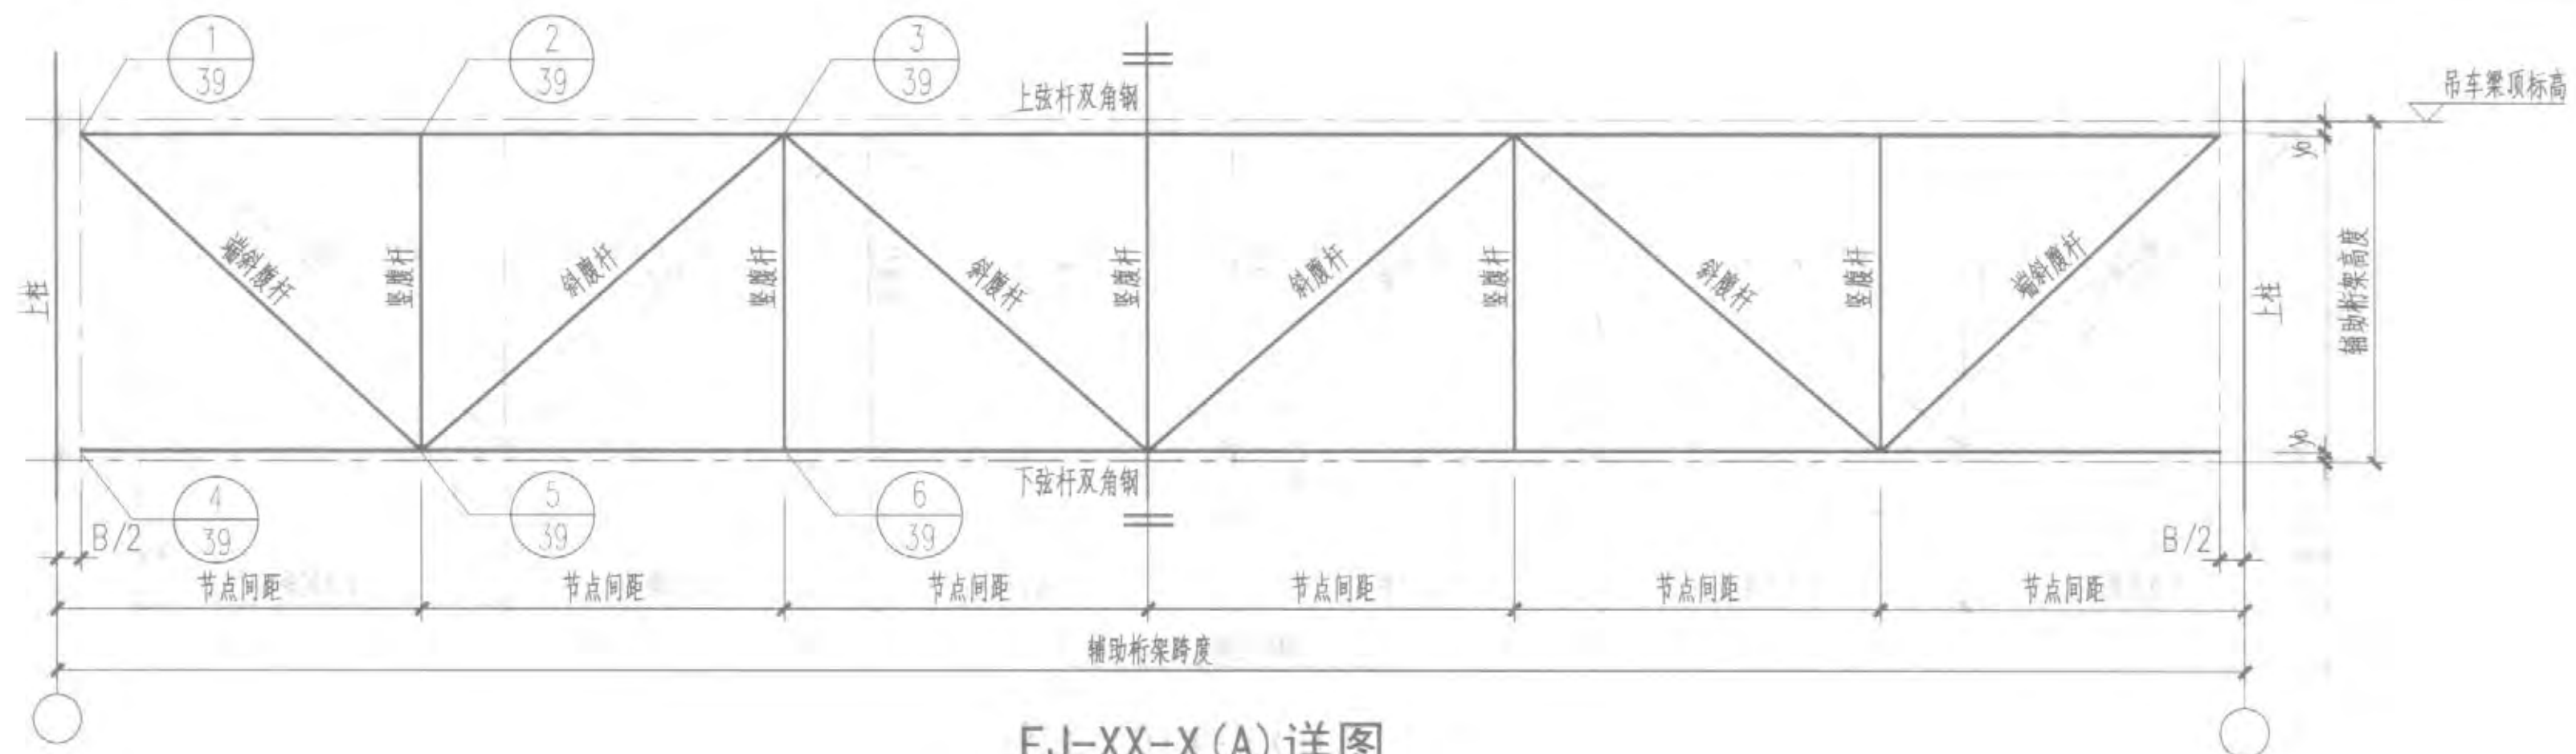 1
39
2
39
3
39
上弦杆双角钢
吊车梁顶标高
y₀
上柱
端斜腹杆
竖腹杆
斜腹杆
竖腹杆
斜腹杆
竖腹杆
斜腹杆
竖腹杆
斜腹杆
竖腹杆
端斜腹杆
上柱
辅助桁架高度
y₀
下弦杆双角钢
4
39
5
39
6
39
B/2
B/2
节点间距
节点间距
节点间距
节点间距
节点间距
节点间距
辅助桁架跨度
FJ-XX-X(A)详图